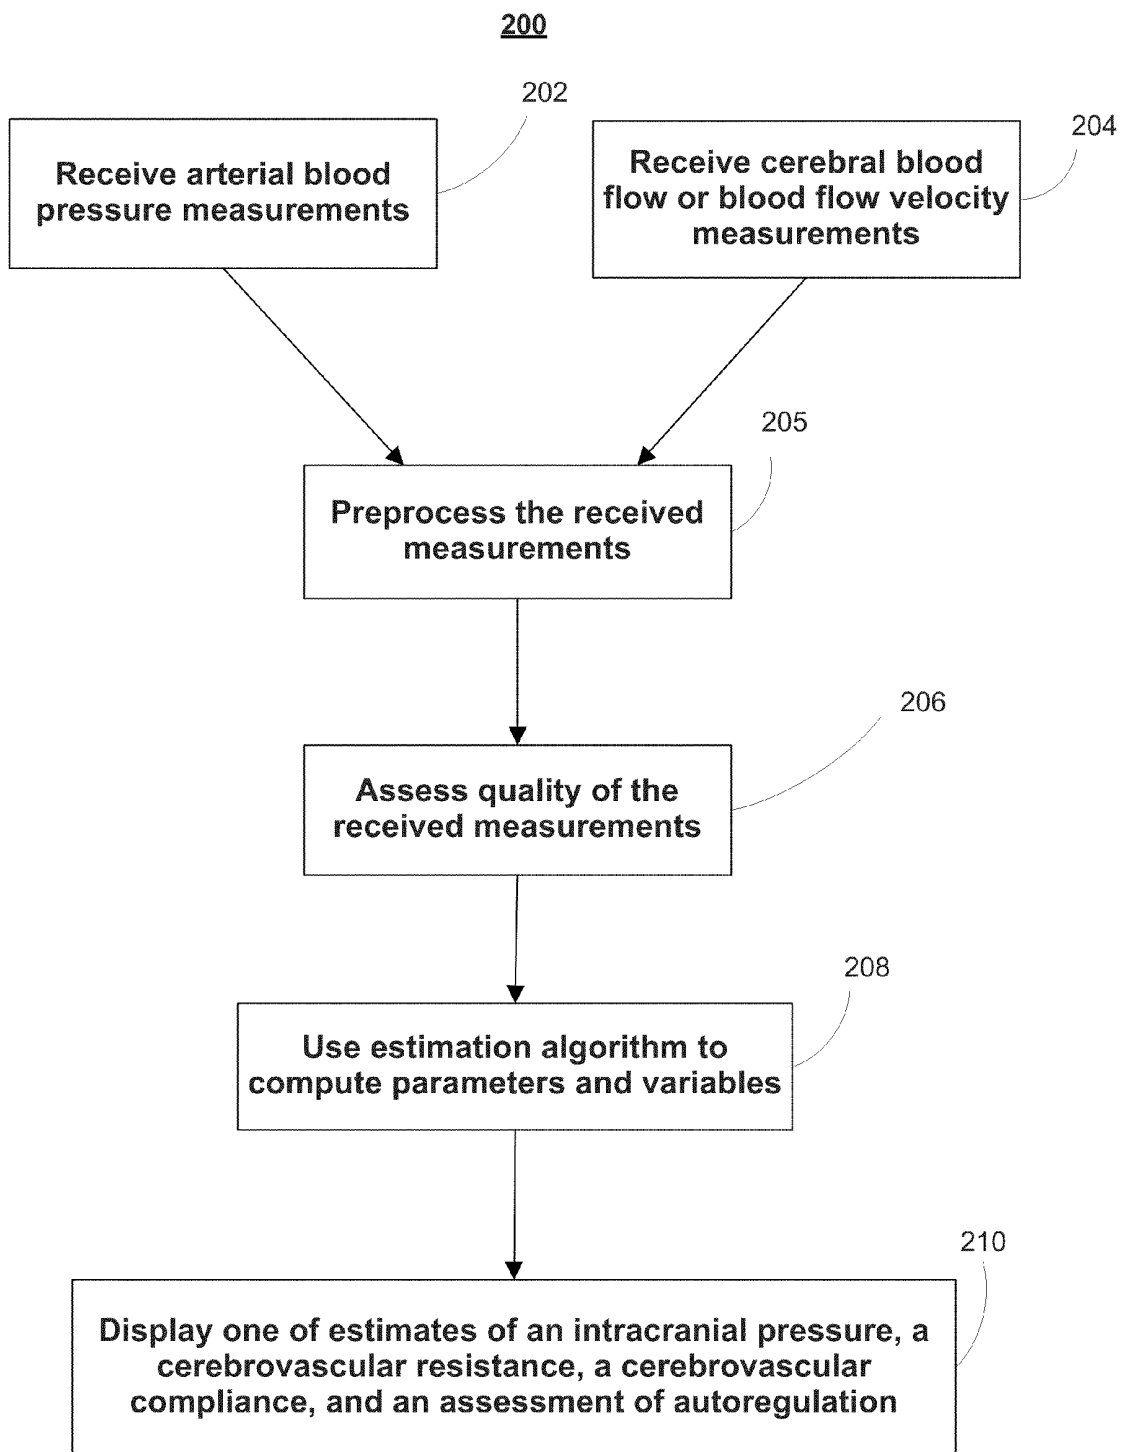 200
202
Receive arterial blood
pressure measurements
204
Receive cerebral blood
flow or blood flow velocity
measurements
205
Preprocess the received
measurements
206
Assess quality of the
received measurements
208
Use estimation algorithm to
compute parameters and variables
210
Display one of estimates of an intracranial pressure, a
cerebrovascular resistance, a cerebrovascular
compliance, and an assessment of autoregulation